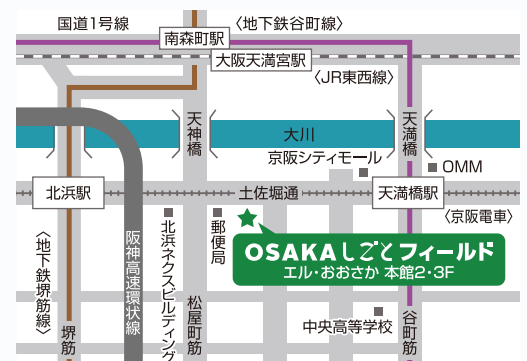 国道1号線
〈地下鉄谷町線〉
南森町駅
大阪天満宮駅
〈JR東西線〉
天神橋
大川
天満橋
京阪シティモール
OMM
北浜駅
土佐堀通
天満橋駅
〈京阪電車〉
〈地下鉄堺筋線〉
阪神高速環状線
北浜ネクスビルディング
郵便局
OSAKAしごとフィールド
エル・おおさか 本館2・3F
堺筋
松屋町筋
中央高等学校
谷町筋